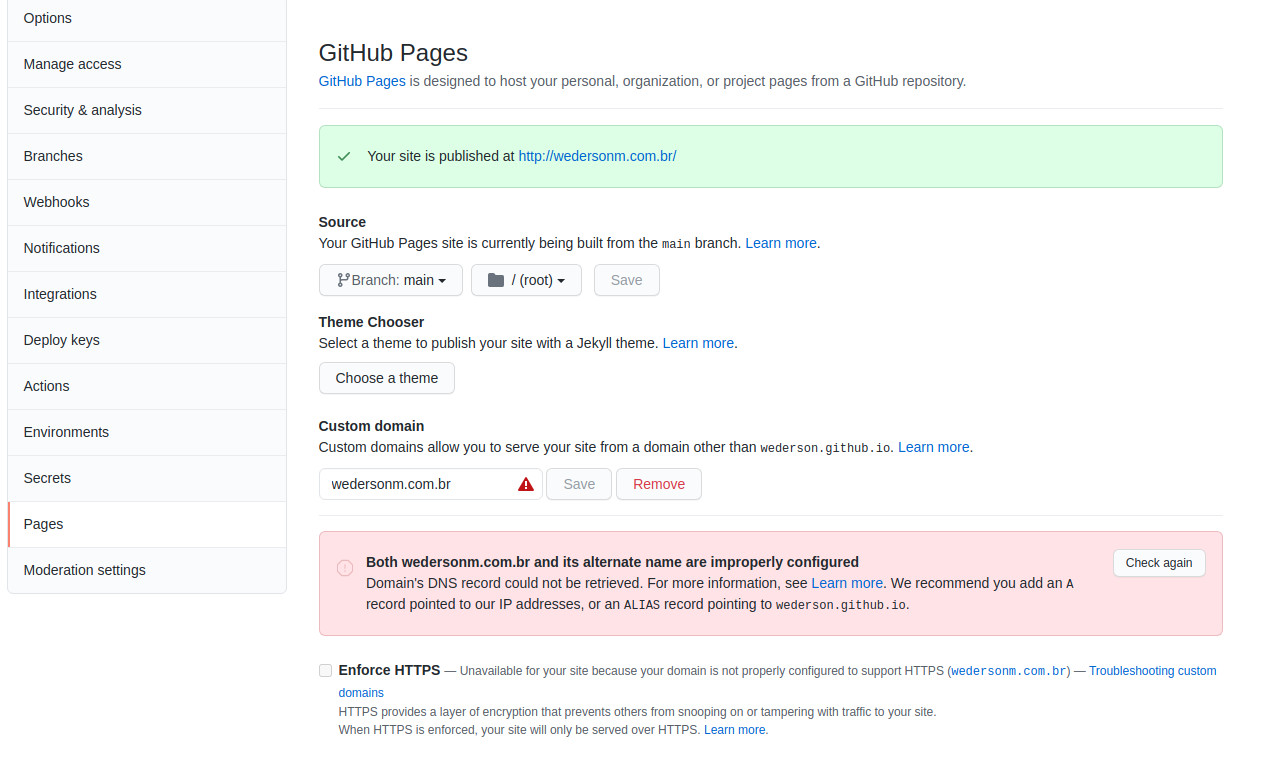 Options
Manage access
Security & analysis
Branches
Webhooks
Notifications
Integrations
Deploy keys
Actions
Environments
Secrets
Pages
Moderation settings
GitHub Pages
GitHub Pages is designed to host your personal, organization, or project pages from a GitHub repository.
Your site is published at http://wedersonm.com.br/
Source
Your GitHub Pages site is currently being built from the main branch. Learn more.
Branch: main / (root) Save
Theme Chooser
Select a theme to publish your site with a Jekyll theme. Learn more.
Choose a theme
Custom domain
Custom domains allow you to serve your site from a domain other than wederson.github.io. Learn more.
wedersonm.com.br Save Remove
Both wedersonm.com.br and its alternate name are improperly configured Check again
Domain's DNS record could not be retrieved. For more information, see Learn more. We recommend you add an A
record pointed to our IP addresses, or an ALIAS record pointing to wederson.github.io.
Enforce HTTPS — Unavailable for your site because your domain is not properly configured to support HTTPS (wedersonm.com.br) — Troubleshooting custom
domains
HTTPS provides a layer of encryption that prevents others from snooping on or tampering with traffic to your site.
When HTTPS is enforced, your site will only be served over HTTPS. Learn more.